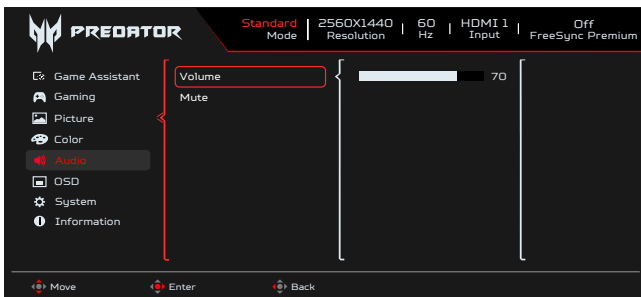 PREDATOR
Standard Mode
2560X1440 Resolution
60 Hz
HDMI 1 Input
Off FreeSync Premium
Game Assistant
Gaming
Picture
Color
Audio
OSD
System
Information
Volume
Mute
70
Move
Enter
Back